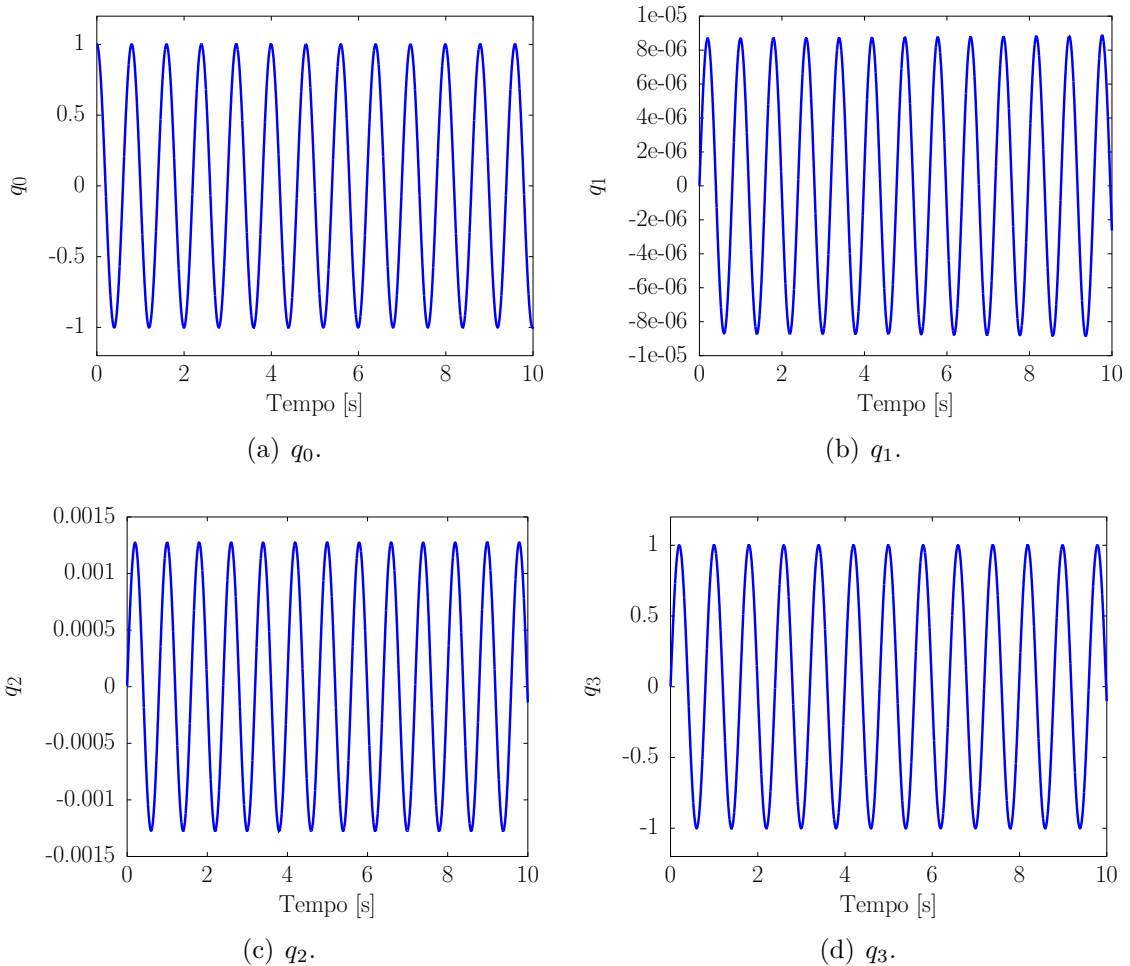 1
0.5
0
-0.5
-1
q0
0 2 4 6 8 10
Tempo [s]
(a) q0.
1e-05
8e-06
6e-06
4e-06
2e-06
0
-2e-06
-4e-06
-6e-06
-8e-06
-1e-05
q1
0 2 4 6 8 10
Tempo [s]
(b) q1.
0.0015
0.001
0.0005
0
-0.0005
-0.001
-0.0015
q2
0 2 4 6 8 10
Tempo [s]
(c) q2.
1
0.5
0
-0.5
-1
q3
0 2 4 6 8 10
Tempo [s]
(d) q3.